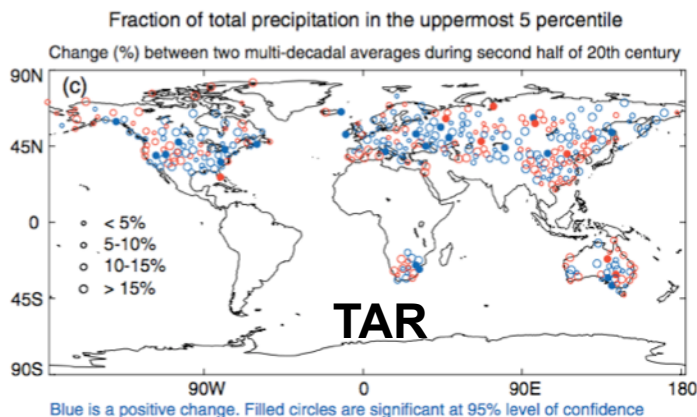 Fraction of total precipitation in the uppermost 5 percentile
Change (%) between two multi-decadal averages during second half of 20th century
90N
(c)
45N
0
< 5%
5-10%
10-15%
> 15%
45S
TAR
90S
90W
0
90E
180
Blue is a positive change. Filled circles are significant at 95% level of confidence